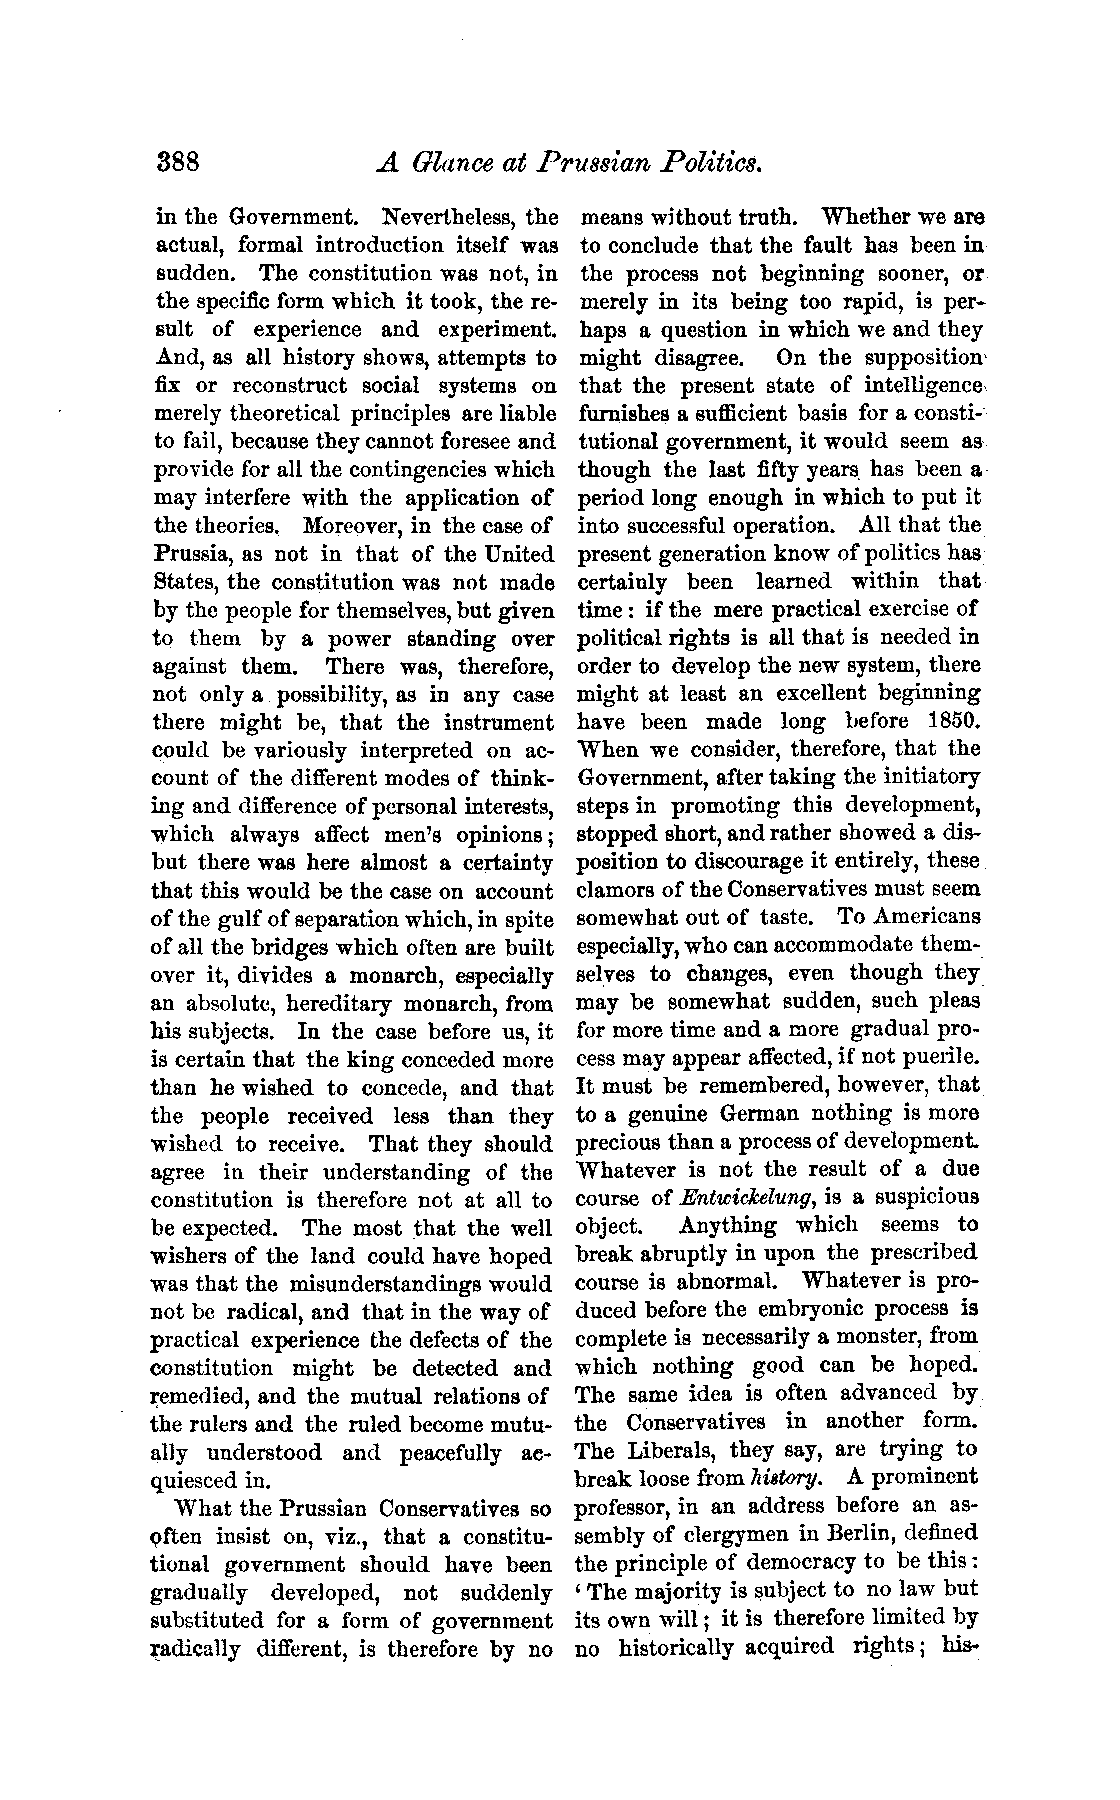 388
A Glance at Prussian Politics.
in the Government. Nevertheless, the
actual, formal introduction itself was
sudden. The constitution was not, in
the specific form which it took, the re-
sult of experience and experiment.
And, as all history shows, attempts to
fix or reconstruct social systems on
merely theoretical principles are liable
to fail, because they cannot foresee and
provide for all the contingencies which
may interfere with the application of
the theories. Moreover, in the case of
Prussia, as not in that of the United
States, the constitution was not made
by the people for themselves, but given
to them by a power standing over
against them. There was, therefore,
not only a possibility, as in any case
there might be, that the instrument
could be variously interpreted on ac-
count of the different modes of think-
ing and difference of personal interests,
which always affect men's opinions;
but there was here almost a certainty
that this would be the case on account
of the gulf of separation which, in spite
of all the bridges which often are built
over it, divides a monarch, especially
an absolute, hereditary monarch, from
his subjects. In the case before us, it
is certain that the king conceded more
than he wished to concede, and that
the people received less than they
wished to receive. That they should
agree in their understanding of the
constitution is therefore not at all to
be expected. The most that the well
wishers of the land could have hoped
was that the misunderstandings would
not be radical, and that in the way of
practical experience the defects of the
constitution might be detected and
remedied, and the mutual relations of
the rulers and the ruled become mutu-
ally understood and peacefully ac-
quiesced in.
What the Prussian Conservatives so
often insist on, viz., that a constitu-
tional government should have been
gradually developed, not suddenly
substituted for a form of government
radically different, is therefore by no
means without truth. Whether we are
to conclude that the fault has been in
the process not beginning sooner, or
merely in its being too rapid, is per-
haps a question in which we and they
might disagree. On the supposition
that the present state of intelligence
furnishes a sufficient basis for a consti-
tutional government, it would seem as
though the last fifty years has been a
period long enough in which to put it
into successful operation. All that the
present generation know of politics has
certainly been learned within that
time: if the mere practical exercise of
political rights is all that is needed in
order to develop the new system, there
might at least an excellent beginning
have been made long before 1850.
When we consider, therefore, that the
Government, after taking the initiatory
steps in promoting this development,
stopped short, and rather showed a dis-
position to discourage it entirely, these
clamors of the Conservatives must seem
somewhat out of taste. To Americans
especially, who can accommodate them-
selves to changes, even though they
may be somewhat sudden, such pleas
for more time and a more gradual pro-
cess may appear affected, if not puerile.
It must be remembered, however, that
to a genuine German nothing is more
precious than a process of development.
Whatever is not the result of a due
course of Entwickelung, is a suspicious
object. Anything which seems to
break abruptly in upon the prescribed
course is abnormal. Whatever is pro-
duced before the embryonic process is
complete is necessarily a monster, from
which nothing good can be hoped.
The same idea is often advanced by
the Conservatives in another form.
The Liberals, they say, are trying to
break loose from history. A prominent
professor, in an address before an as-
sembly of clergymen in Berlin, defined
the principle of democracy to be this:
'The majority is subject to no law but
its own will; it is therefore limited by
no historically acquired rights; his-